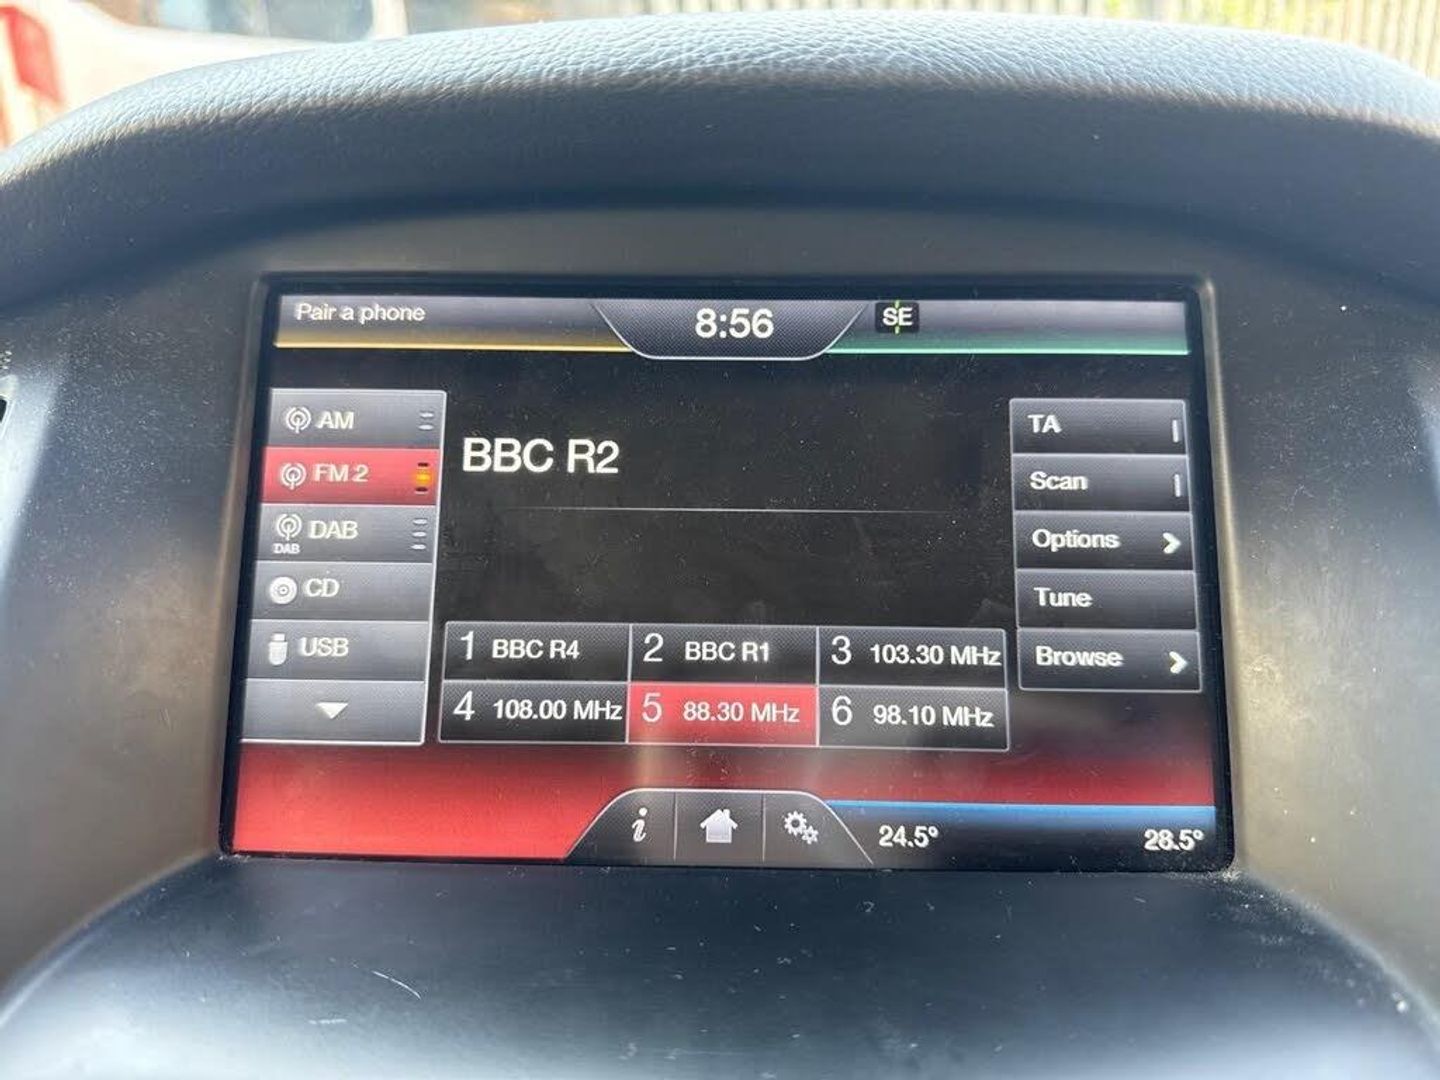 Pair a phone
8:56
SE
AM
FM 2
DAB
DAB
CD
USB
BBC R2
TA
Scan
Options
Tune
Browse
1 BBC R4
2 BBC R1
3 103.30 MHz
4 108.00 MHz
5 88.30 MHz
6 98.10 MHz
i
24.5°
28.5°